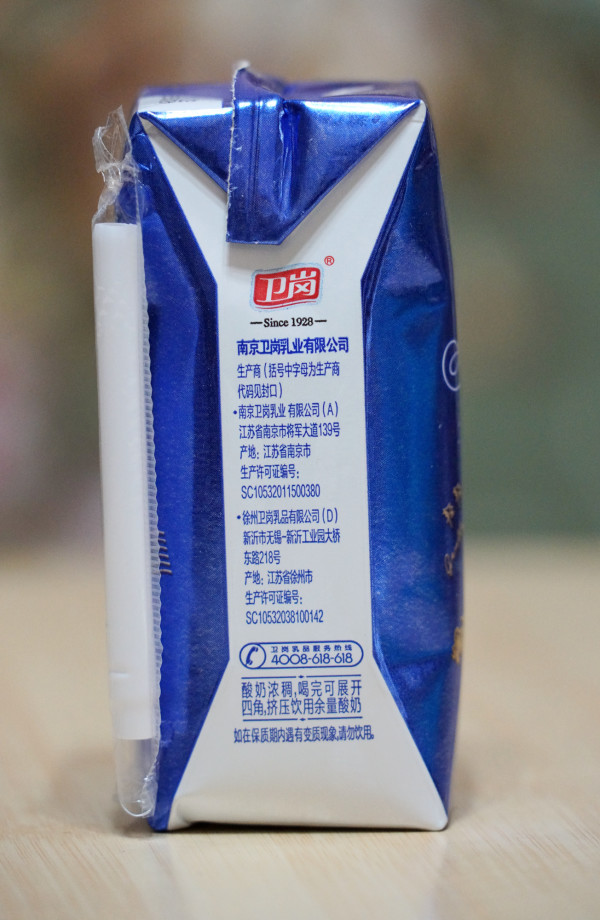 卫岗®
Since 1928
南京卫岗乳业有限公司
生产商(括号中字母为生产商
代码见封口)
•南京卫岗乳业 有限公司(A)
江苏省南京市将军大道139号
产地：江苏省南京市
生产许可证编号：
SC10532011500380
•徐州卫岗乳品有限公司(D)
新沂市无锡-新沂工业园大桥
东路218号
产地：江苏省徐州市
生产许可证编号：
SC10532038100142
卫岗乳品服务热线
4008-618-618
酸奶浓稠,喝完可展开
四角,挤压饮用余量酸奶
如在保质期内遇有变质现象,请勿饮用。